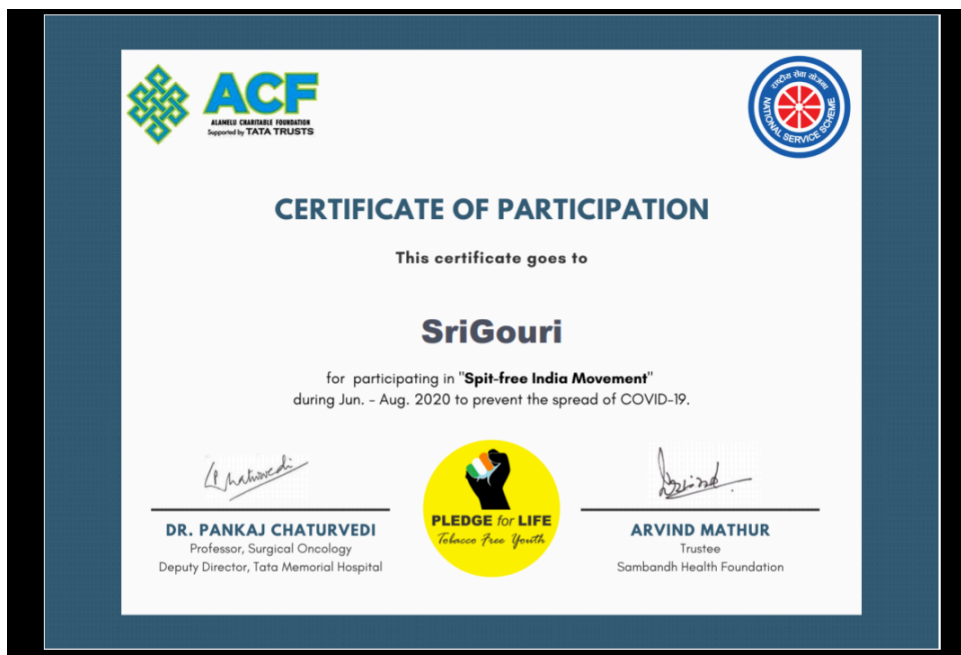 ACF
ALAMELU CHARITABLE FOUNDATION
Supported by TATA TRUSTS
राष्ट्रीय सेवा योजना
NATIONAL SERVICE SCHEME
CERTIFICATE OF PARTICIPATION
This certificate goes to
SriGouri
for participating in "Spit-free India Movement"
during Jun. - Aug. 2020 to prevent the spread of COVID-19.
PLEDGE for LIFE
Tobacco Free Youth
DR. PANKAJ CHATURVEDI
Professor, Surgical Oncology
Deputy Director, Tata Memorial Hospital
ARVIND MATHUR
Trustee
Sambandh Health Foundation